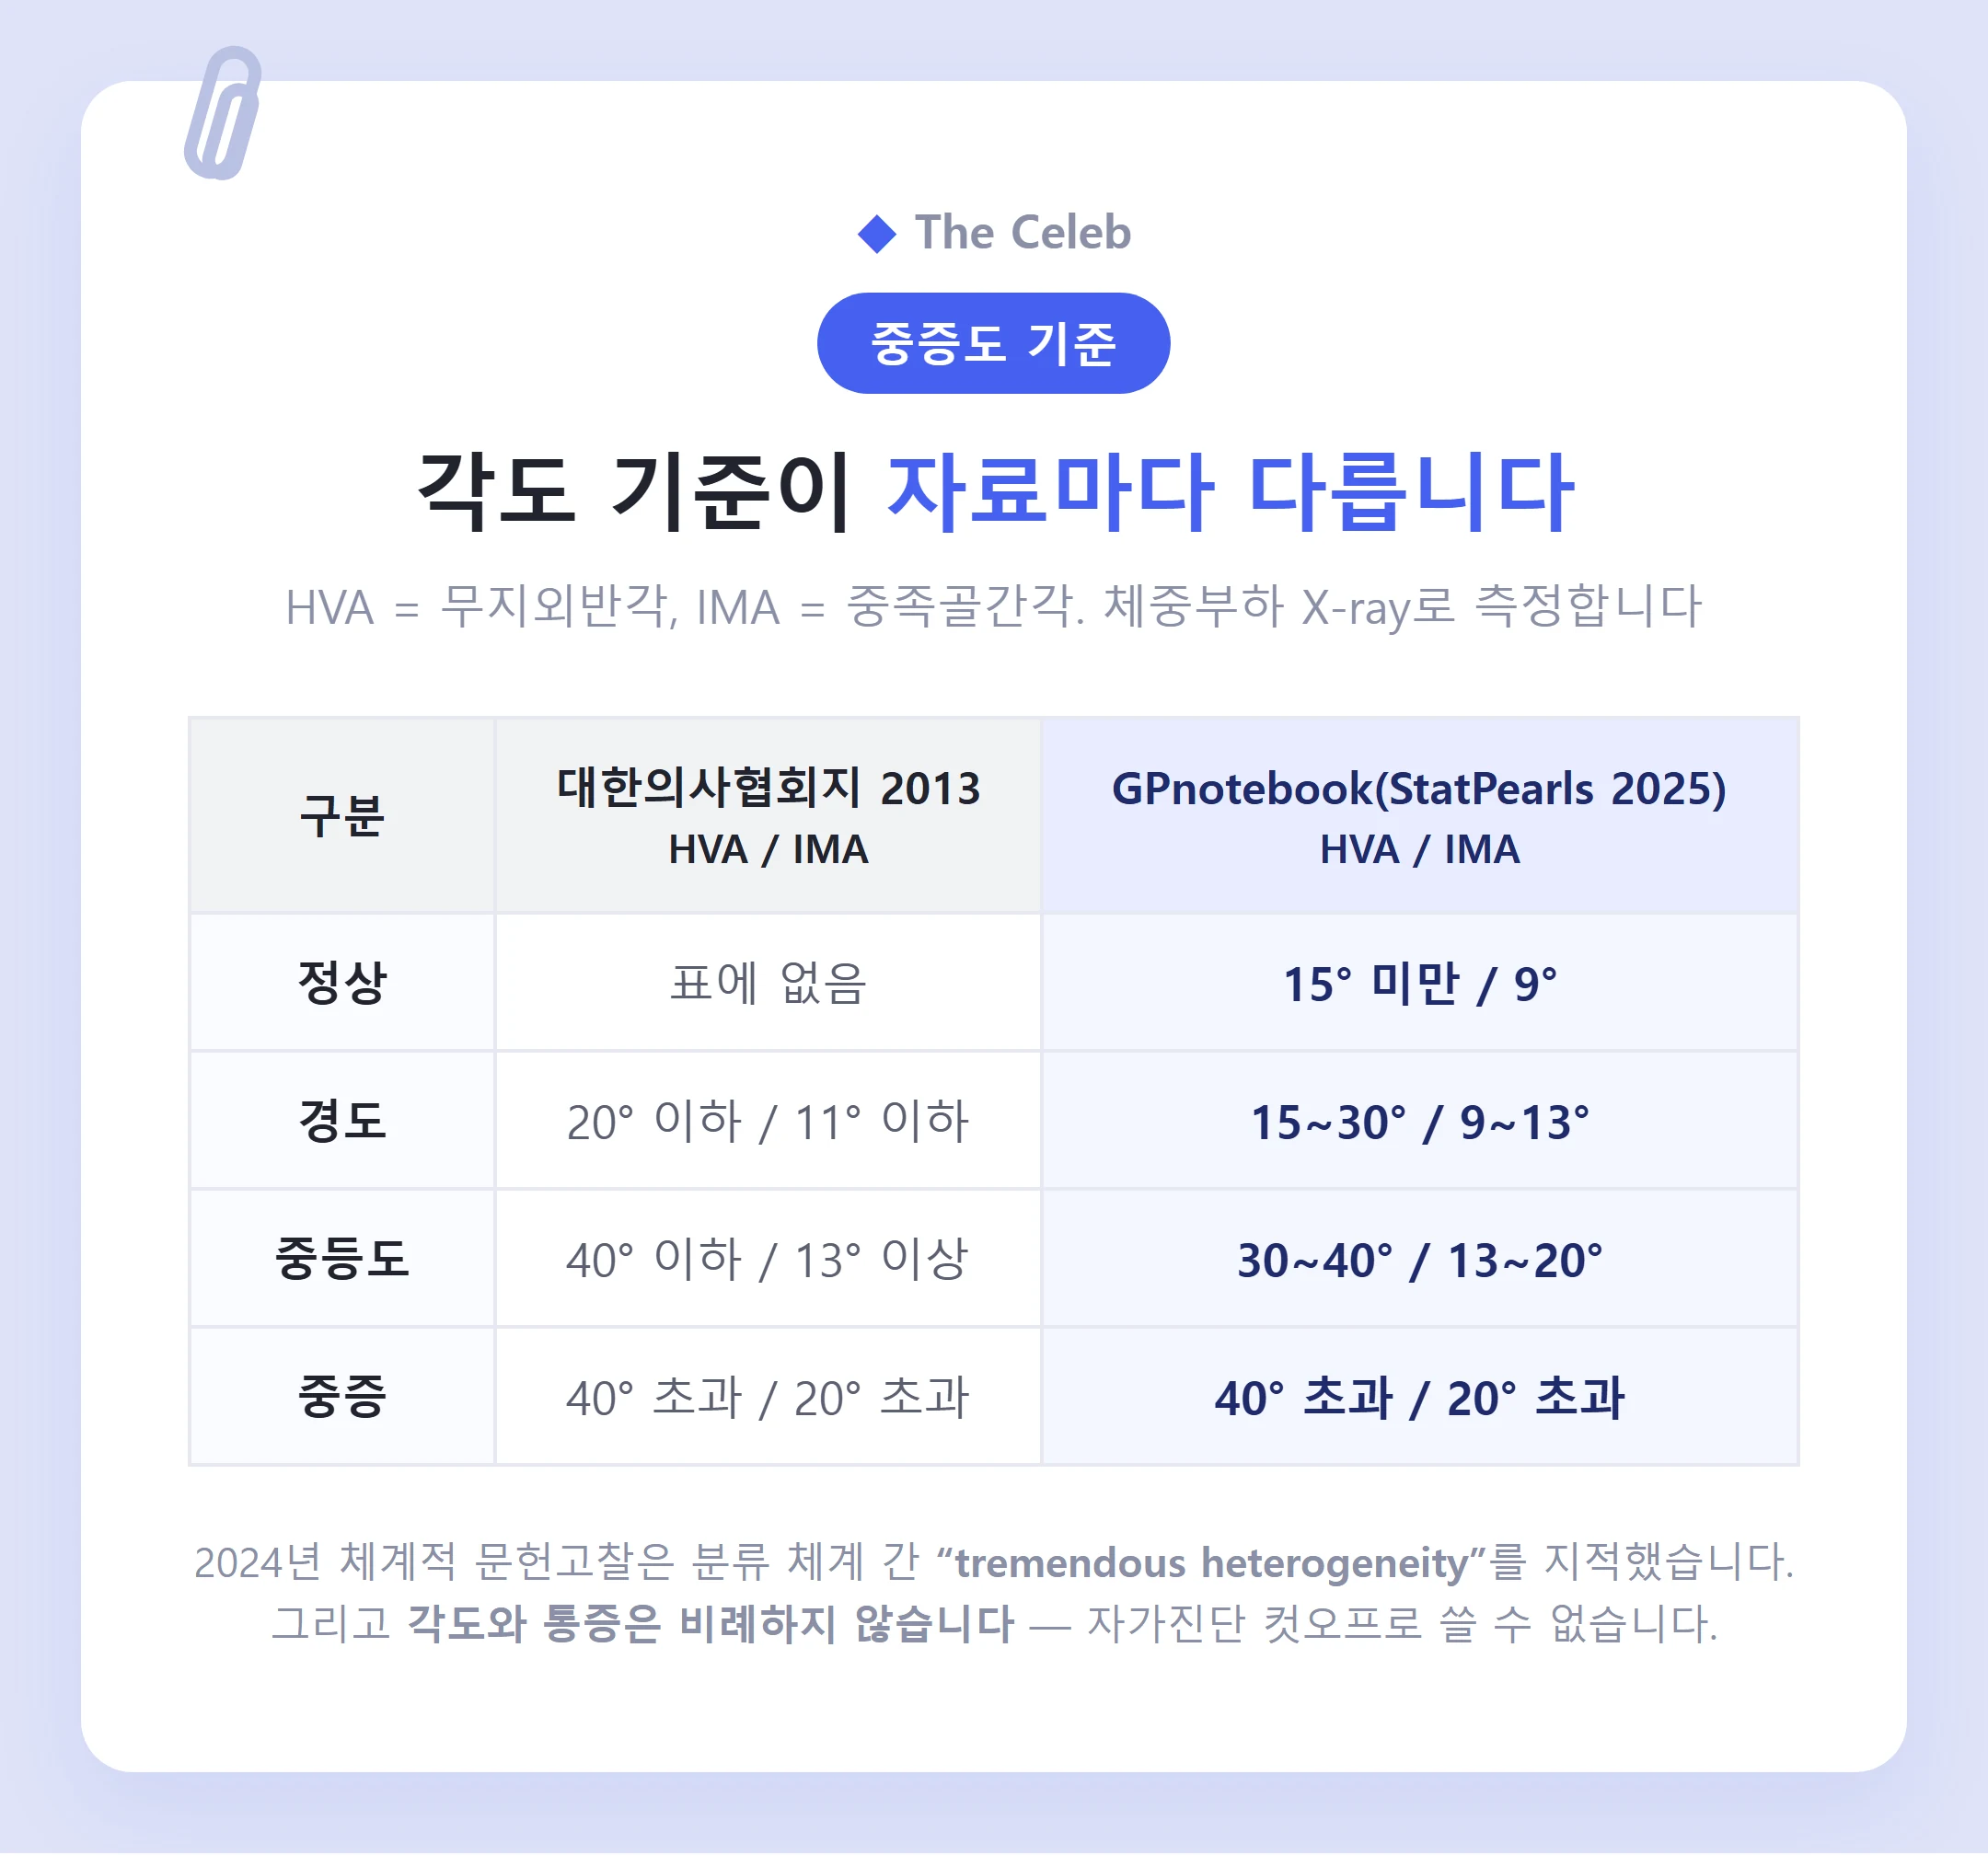 The Celeb
중증도 기준
각도 기준이 자료마다 다릅니다
HVA = 무지외반각, IMA = 중족골간각. 체중부하 X-ray로 측정합니다
구분
대한의사협회지 2013
HVA / IMA
GPnotebook(StatPearls 2025)
HVA / IMA
정상
표에 없음
15° 미만 / 9°
경도
20° 이하 / 11° 이하
15~30° / 9~13°
중등도
40° 이하 / 13° 이상
30~40° / 13~20°
중증
40° 초과 / 20° 초과
40° 초과 / 20° 초과
2024년 체계적 문헌고찰은 분류 체계 간 “tremendous heterogeneity”를 지적했습니다.
그리고 각도와 통증은 비례하지 않습니다 — 자가진단 컷오프로 쓸 수 없습니다.